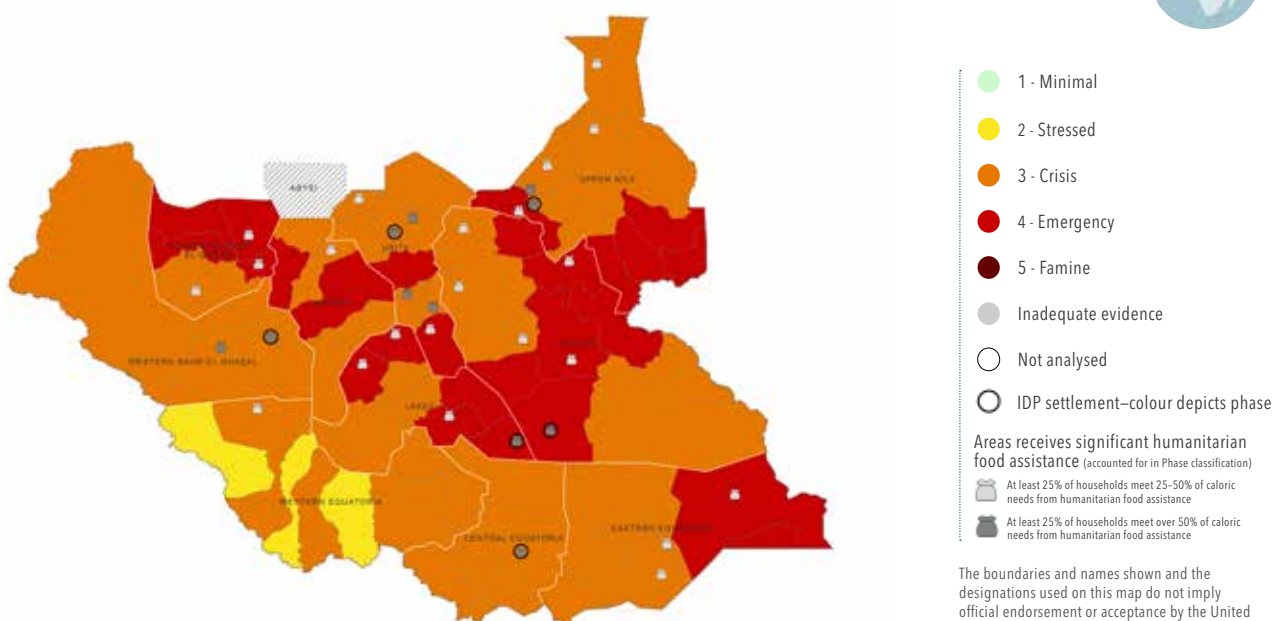 ABYEI
UPPER NILE
UNITY
WESTERN BAHR EL GHAZAL
LAKES
WESTERN EQUATORIA
CENTRAL EQUATORIA
EASTERN EQUATORIA
1 - Minimal
2 - Stressed
3 - Crisis
4 - Emergency
5 - Famine
Inadequate evidence
Not analysed
IDP settlement–colour depicts phase
Areas receives significant humanitarian
food assistance (accounted for in Phase classification)
At least 25% of households meet 25–50% of caloric
needs from humanitarian food assistance
At least 25% of households meet over 50% of caloric
needs from humanitarian food assistance
The boundaries and names shown and the
designations used on this map do not imply
official endorsement or acceptance by the United